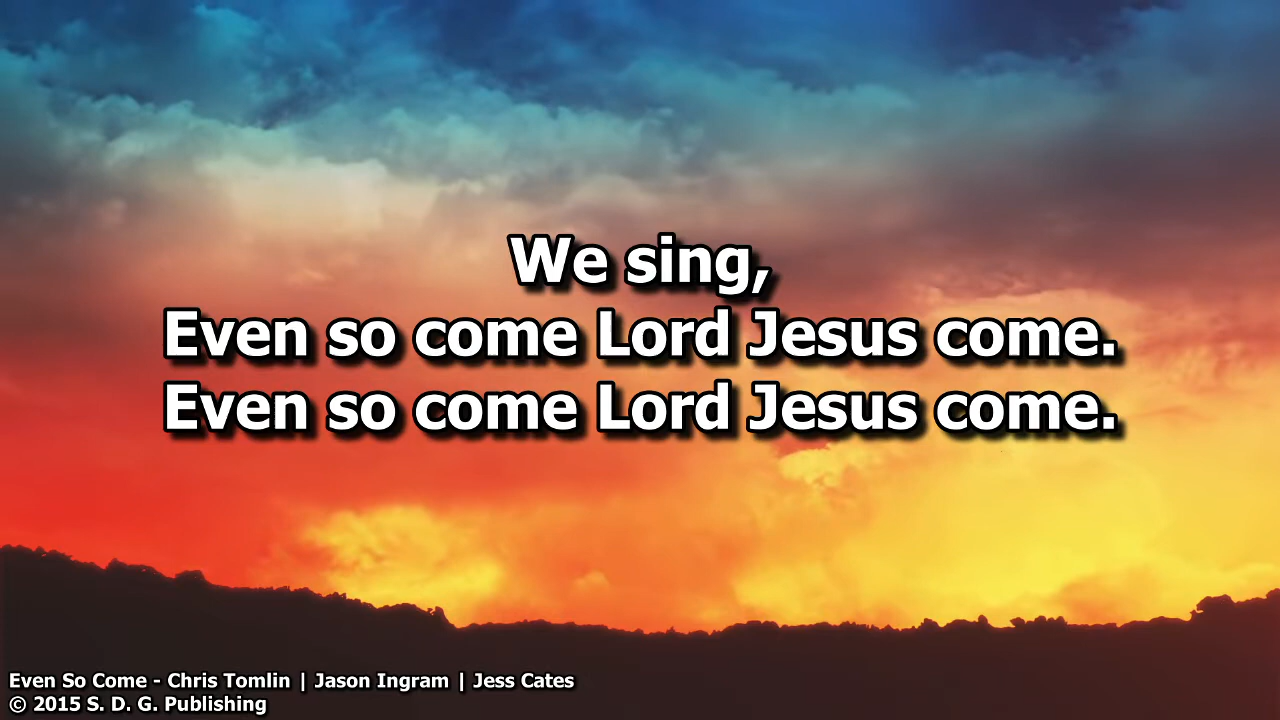 We sing,
Even so come Lord Jesus come.
Even so come Lord Jesus come.
Even So Come - Chris Tomlin | Jason Ingram | Jess Cates
© 2015 S. D. G. Publishing